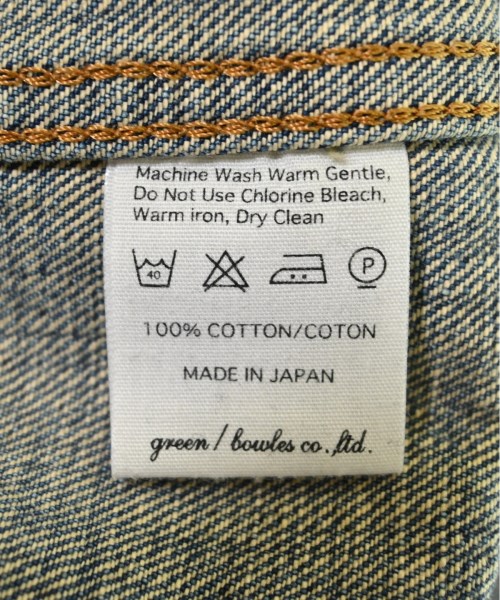 Machine Wash Warm Gentle,
Do Not Use Chlorine Bleach,
Warm iron, Dry Clean
40 P
100% COTTON/COTON
MADE IN JAPAN
green / bowles co.,ltd.